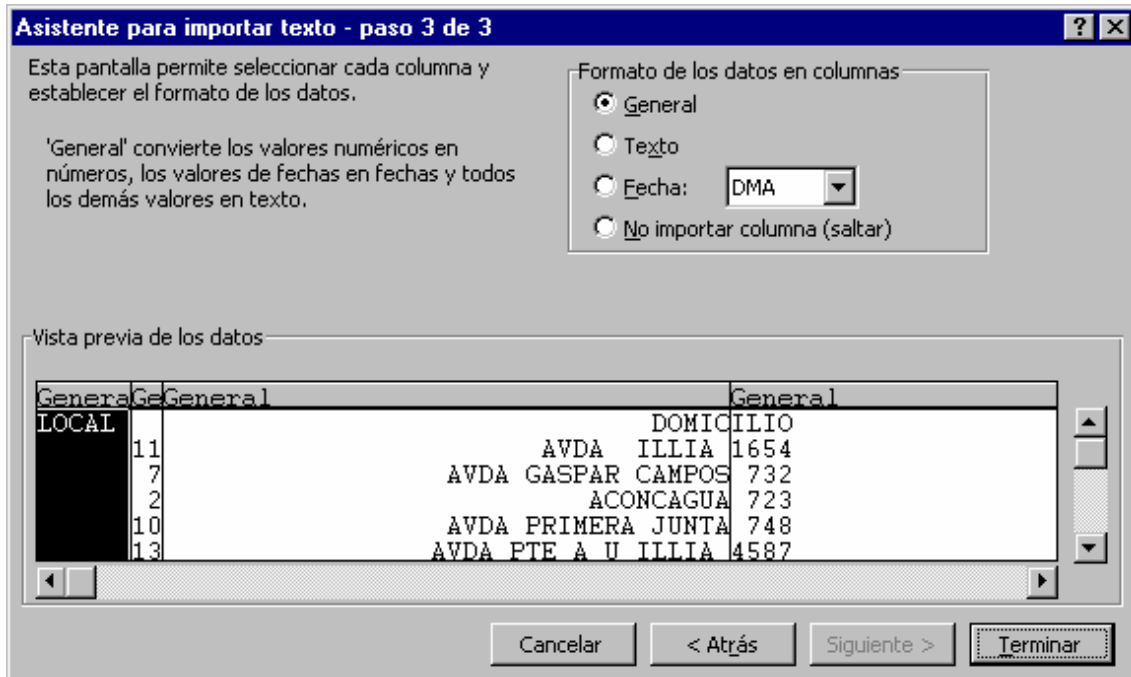 Asistente para importar texto - paso 3 de 3
Esta pantalla permite seleccionar cada columna y
establecer el formato de los datos.
'General' convierte los valores numéricos en
números, los valores de fechas en fechas y todos
los demás valores en texto.
Formato de los datos en columnas
General
Texto
Fecha: DMA
No importar columna (saltar)
Vista previa de los datos
Genera Ge General General
LOCAL DOMICILIO
11 AVDA ILLIA 1654
7 AVDA GASPAR CAMPOS 732
2 ACONCAGUA 723
10 AVDA PRIMERA JUNTA 748
13 AVDA PTE A U ILLIA 4587
Cancelar < Atrás Siguiente > Terminar